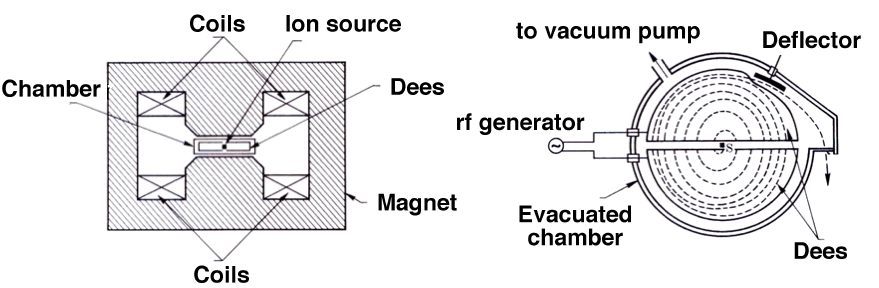 Coils
Ion source
Chamber
Dees
Magnet
Coils
to vacuum pump
Deflector
rf generator
S
Evacuated
chamber
Dees